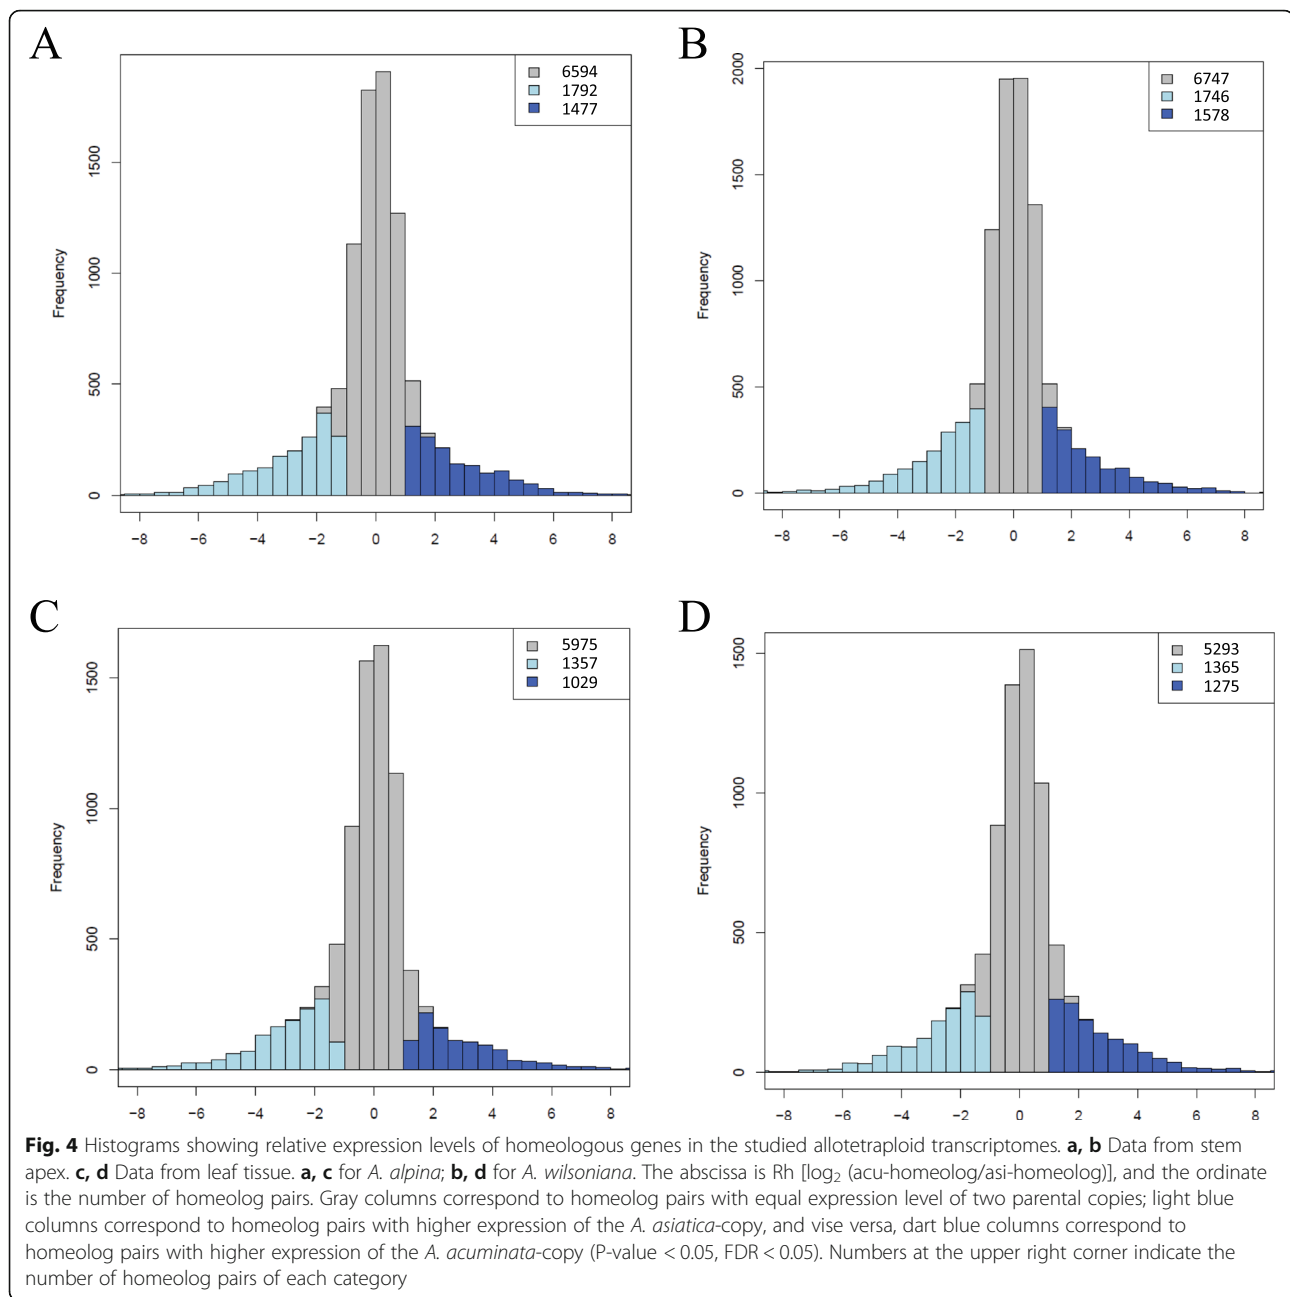 A
6594
1792
1477
Frequency
0
500
1000
1500
−8 −6 −4 −2 0 2 4 6 8
B
6747
1746
1578
Frequency
0
500
1000
1500
2000
−8 −6 −4 −2 0 2 4 6 8
C
5975
1357
1029
Frequency
0
500
1000
1500
−8 −6 −4 −2 0 2 4 6 8
D
5293
1365
1275
Frequency
0
500
1000
1500
−8 −6 −4 −2 0 2 4 6 8
Fig. 4 Histograms showing relative expression levels of homeologous genes in the studied allotetraploid transcriptomes. a, b Data from stem
apex. c, d Data from leaf tissue. a, c for A. alpina; b, d for A. wilsoniana. The abscissa is Rh [log₂ (acu-homeolog/asi-homeolog)], and the ordinate
is the number of homeolog pairs. Gray columns correspond to homeolog pairs with equal expression level of two parental copies; light blue
columns correspond to homeolog pairs with higher expression of the A. asiatica-copy, and vise versa, dart blue columns correspond to
homeolog pairs with higher expression of the A. acuminata-copy (P-value < 0.05, FDR < 0.05). Numbers at the upper right corner indicate the
number of homeolog pairs of each category